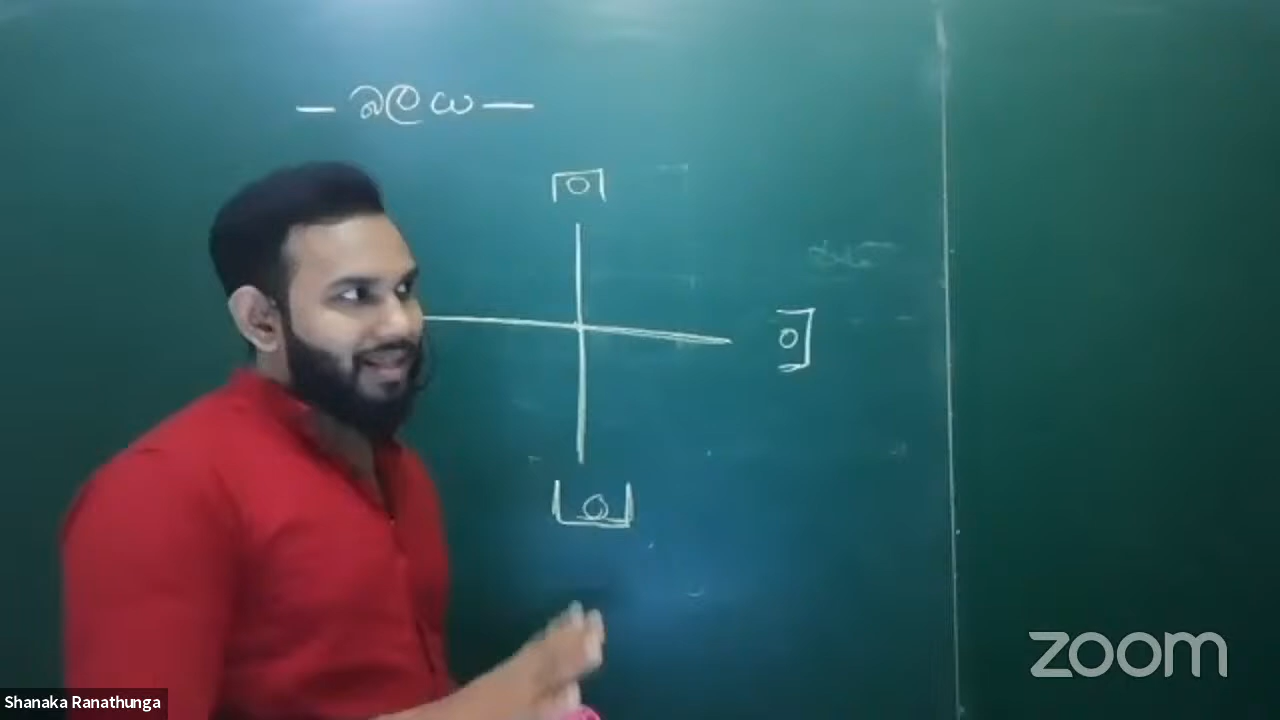 — බලය —
zoom
Shanaka Ranathunga